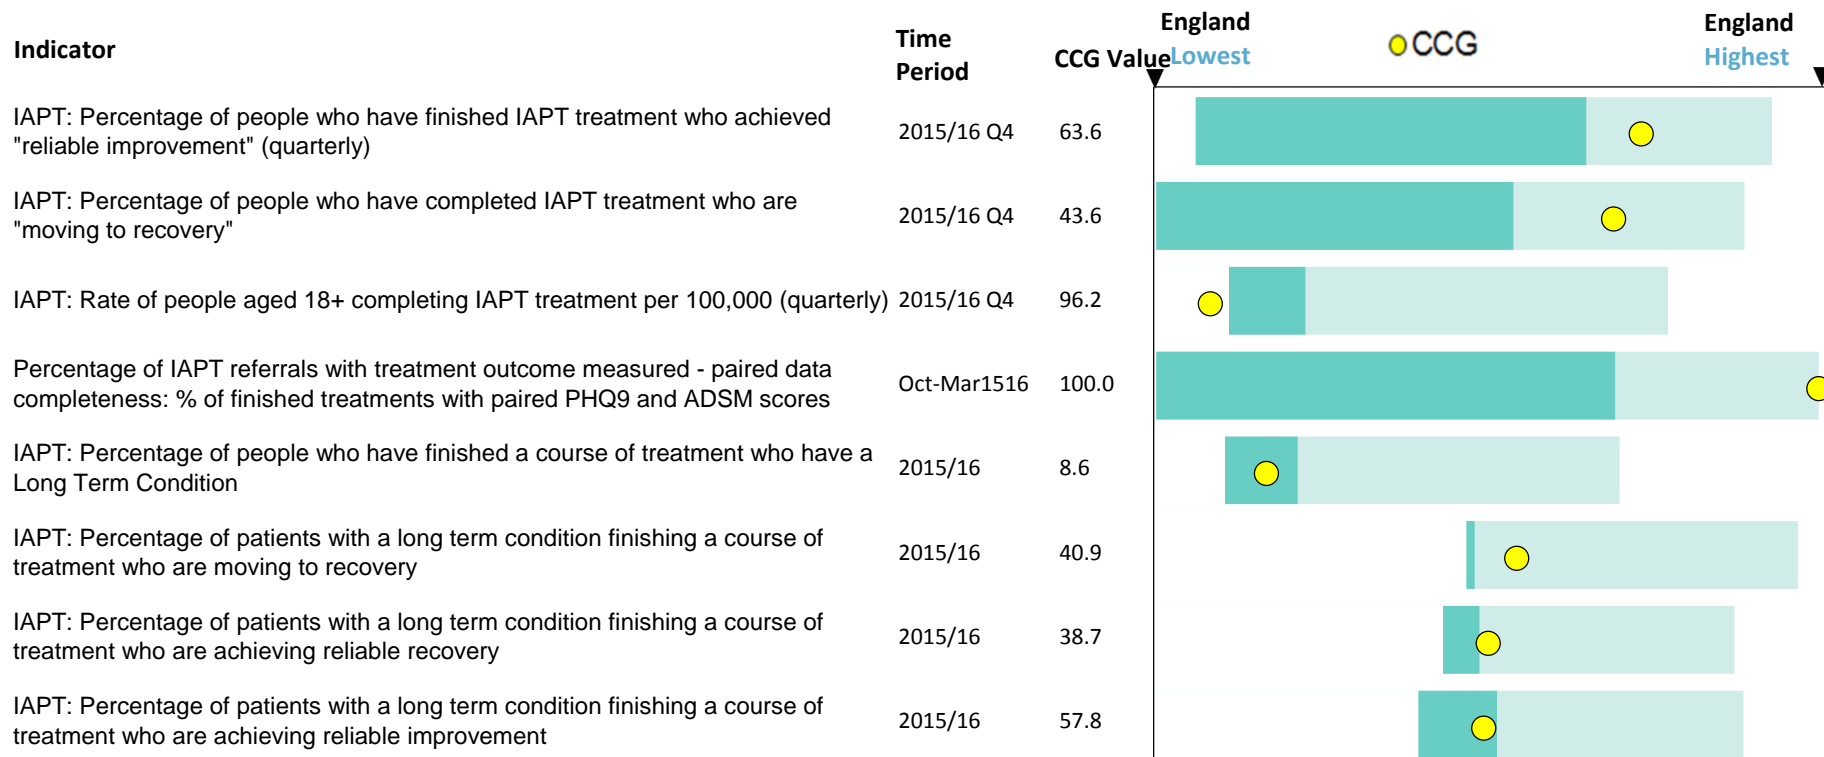 Indicator
Time
Period
CCG Value
England
Lowest
CCG
England
Highest
IAPT: Percentage of people who have finished IAPT treatment who achieved
"reliable improvement" (quarterly)
2015/16 Q4
63.6
IAPT: Percentage of people who have completed IAPT treatment who are
"moving to recovery"
2015/16 Q4
43.6
IAPT: Rate of people aged 18+ completing IAPT treatment per 100,000 (quarterly)
2015/16 Q4
96.2
Percentage of IAPT referrals with treatment outcome measured - paired data
completeness: % of finished treatments with paired PHQ9 and ADSM scores
Oct-Mar1516
100.0
IAPT: Percentage of people who have finished a course of treatment who have a
Long Term Condition
2015/16
8.6
IAPT: Percentage of patients with a long term condition finishing a course of
treatment who are moving to recovery
2015/16
40.9
IAPT: Percentage of patients with a long term condition finishing a course of
treatment who are achieving reliable recovery
2015/16
38.7
IAPT: Percentage of patients with a long term condition finishing a course of
treatment who are achieving reliable improvement
2015/16
57.8